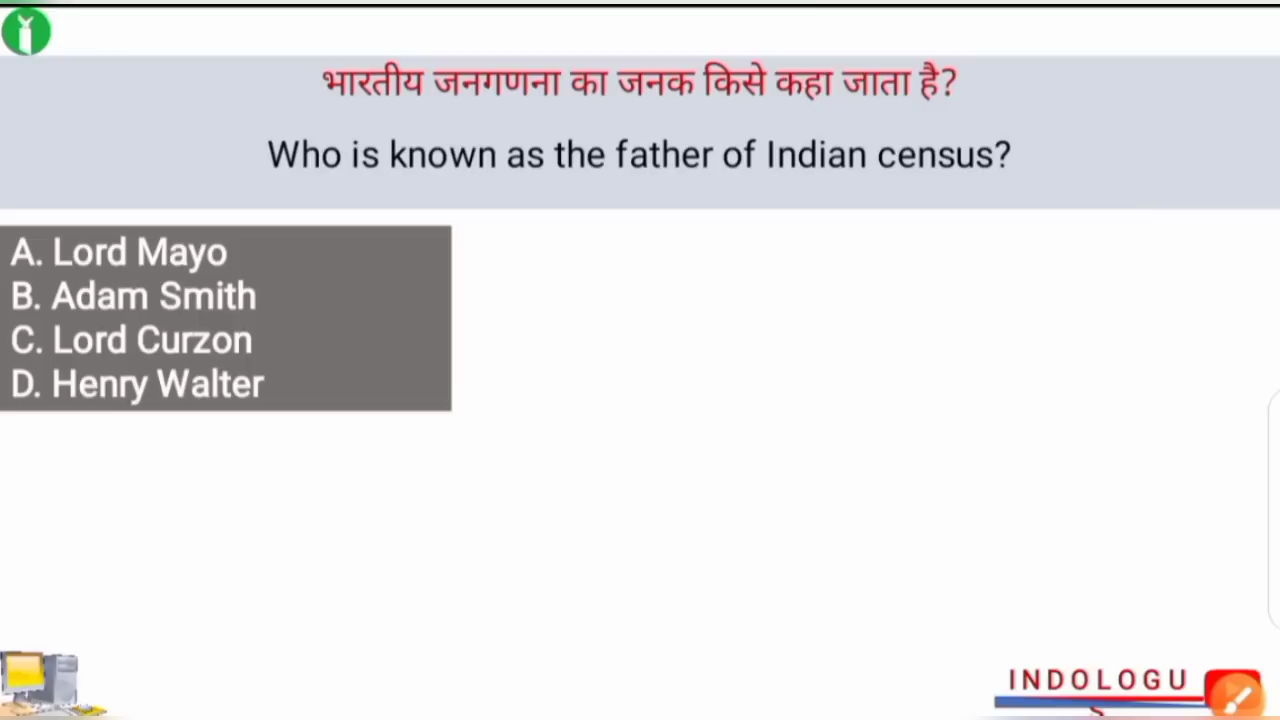 भारतीय जनगणना का जनक किसे कहा जाता है?
Who is known as the father of Indian census?
A. Lord Mayo
B. Adam Smith
C. Lord Curzon
D. Henry Walter
INDOLOGU